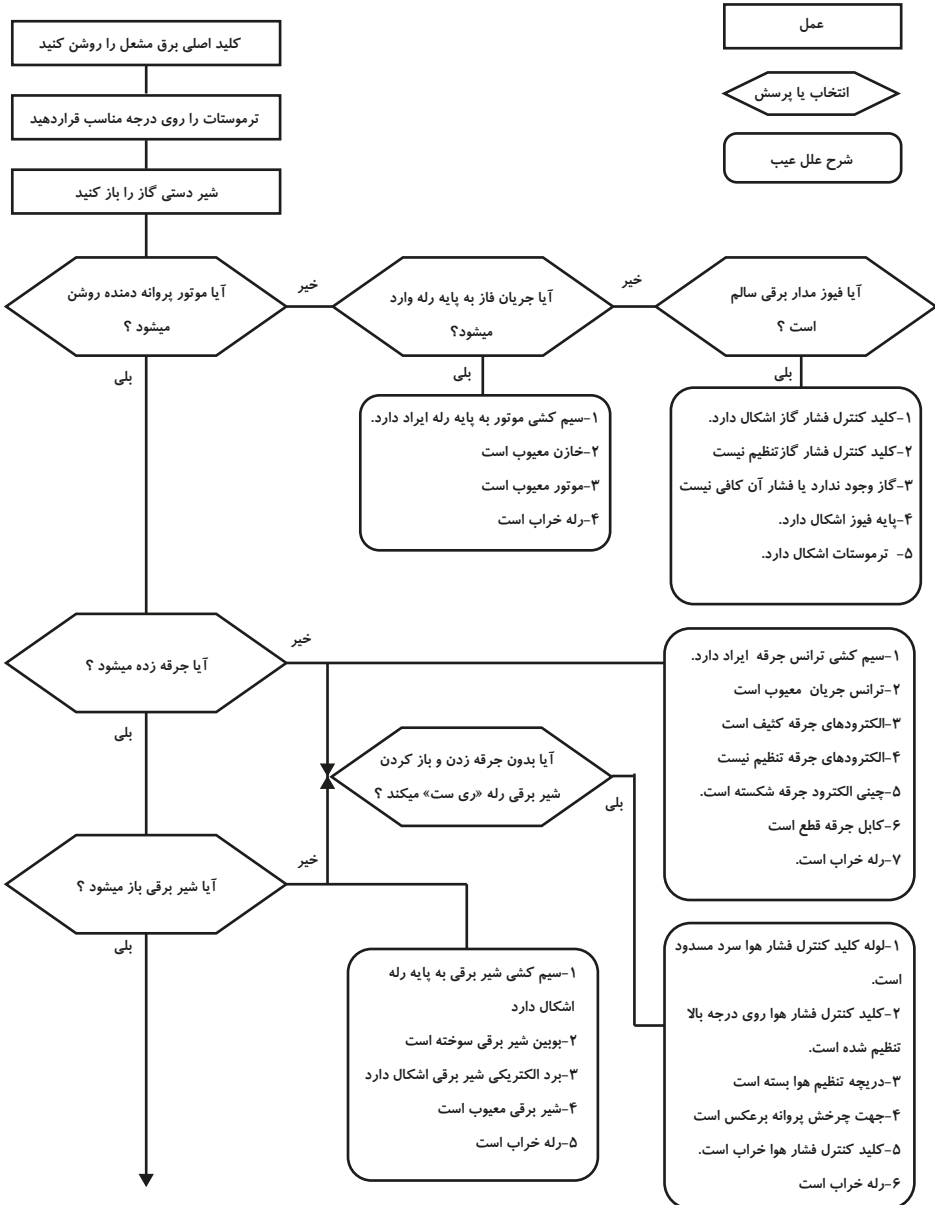 کلید اصلی برق مشعل را روشن کنید
ترموستات را روی درجه مناسب قراردهید
شیر دستی گاز را باز کنید
عمل
انتخاب یا پرسش
شرح علل عیب
آیا موتور پروانه دمنده روشن
میشود ؟
خیر
آیا جریان فاز به پایه رله وارد
میشود؟
خیر
آیا فیوز مدار برقی سالم
است ؟
بلی
بلی
بلی
۱-سیم کشی موتور به پایه رله ایراد دارد.
۲-خازن معیوب است
۳-موتور معیوب است
۴-رله خراب است
۱-کلید کنترل فشار گاز اشکال دارد.
۲-کلید کنترل فشار گازتنظیم نیست
۳-گاز وجود ندارد یا فشار آن کافی نیست
۴-پایه فیوز اشکال دارد.
۵- ترموستات اشکال دارد.
آیا جرقه زده میشود ؟
خیر
بلی
۱-سیم کشی ترانس جرقه ایراد دارد.
۲-ترانس جریان معیوب است
۳-الکترودهای جرقه کثیف است
۴-الکترودهای جرقه تنظیم نیست
۵-چینی الکترود جرقه شکسته است.
۶-کابل جرقه قطع است
۷-رله خراب است.
آیا بدون جرقه زدن و باز کردن
شیر برقی رله «ری ست» میکند ؟
بلی
آیا شیر برقی باز میشود ؟
خیر
بلی
۱-سیم کشی شیر برقی به پایه رله
اشکال دارد
۲-بوبین شیر برقی سوخته است
۳-برد الکتریکی شیر برقی اشکال دارد
۴-شیر برقی معیوب است
۵-رله خراب است
۱-لوله کلید کنترل فشار هوا سرد مسدود
است.
۲-کلید کنترل فشار هوا روی درجه بالا
تنظیم شده است.
۳-دریچه تنظیم هوا بسته است
۴-جهت چرخش پروانه برعکس است
۵-کلید کنترل فشار هوا خراب است.
۶-رله خراب است